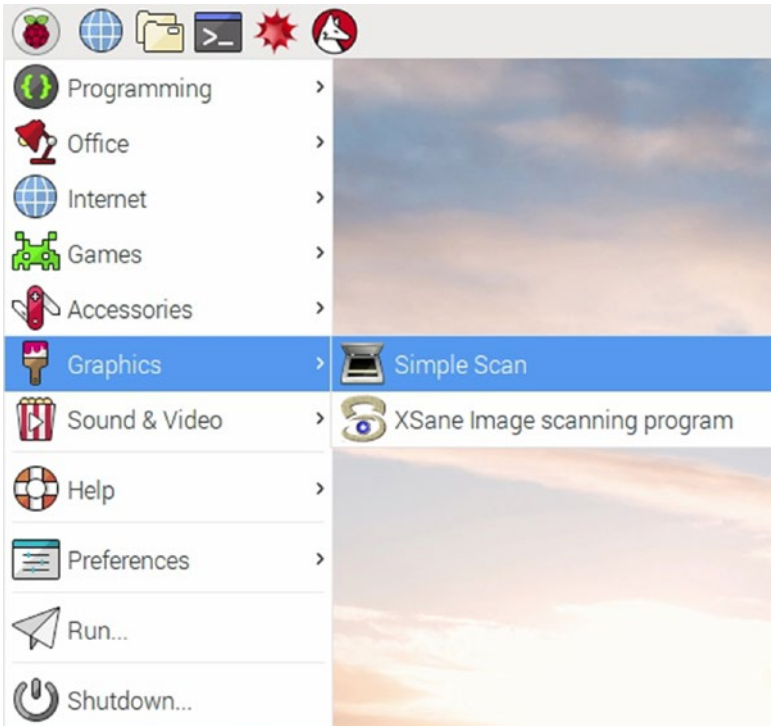 Programming
Office
Internet
Games
Accessories
Graphics
Simple Scan
Sound & Video
XSane Image scanning program
Help
Preferences
Run...
Shutdown...